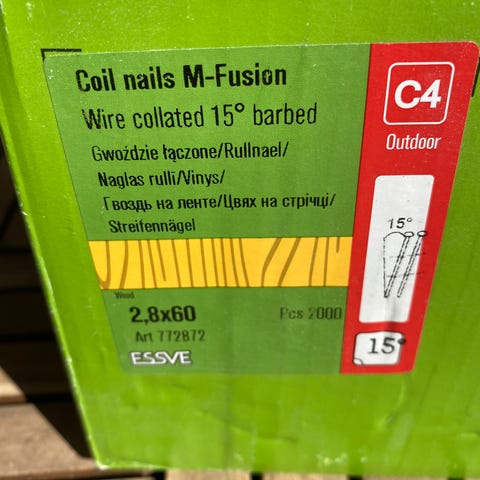 Coil nails M-Fusion
Wire collated 15° barbed
Gwoździe łączone/Rullnael/
Naglas rullī/Vinys/
Гвоздь на ленте/Цвях на стрічці/
Streifennägel
Wood
2,8x60
Pcs 2000
Art 772872
ESSVE
C4
Outdoor
15°
15°